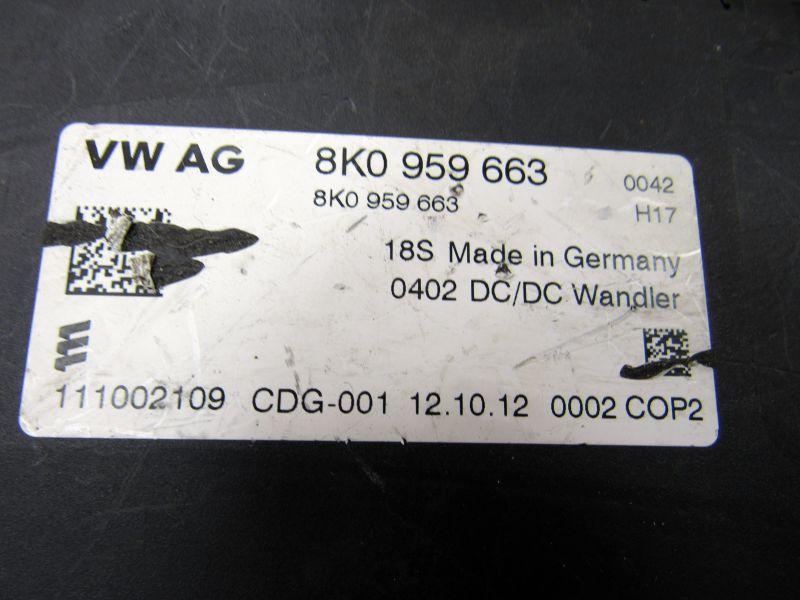 VW AG 8K0 959 663 0042
8K0 959 663 H17
18S Made in Germany
0402 DC/DC Wandler
111002109 CDG-001 12.10.12 0002 COP2